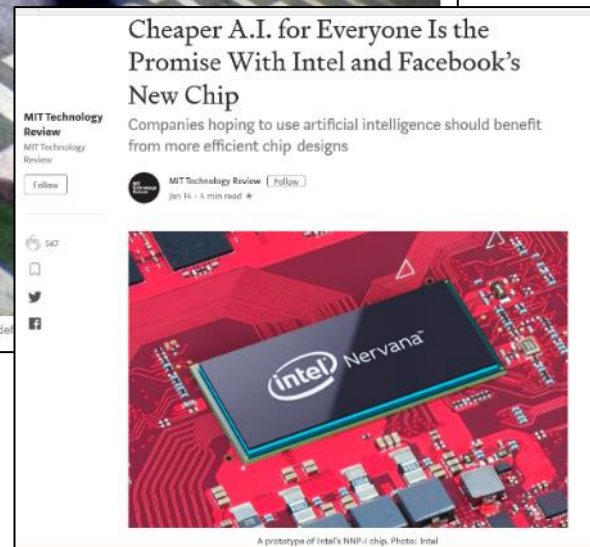 Cheaper A.I. for Everyone Is the
Promise With Intel and Facebook's
New Chip
Companies hoping to use artificial intelligence should benefit
from more efficient chip designs
MIT Technology
Review
MIT Technology
Review
Follow
MIT Technology Review Follow
Jan 14 · 4 min read ★
567
intel Nervana™
A prototype of Intel's NNP-I chip. Photo: Intel